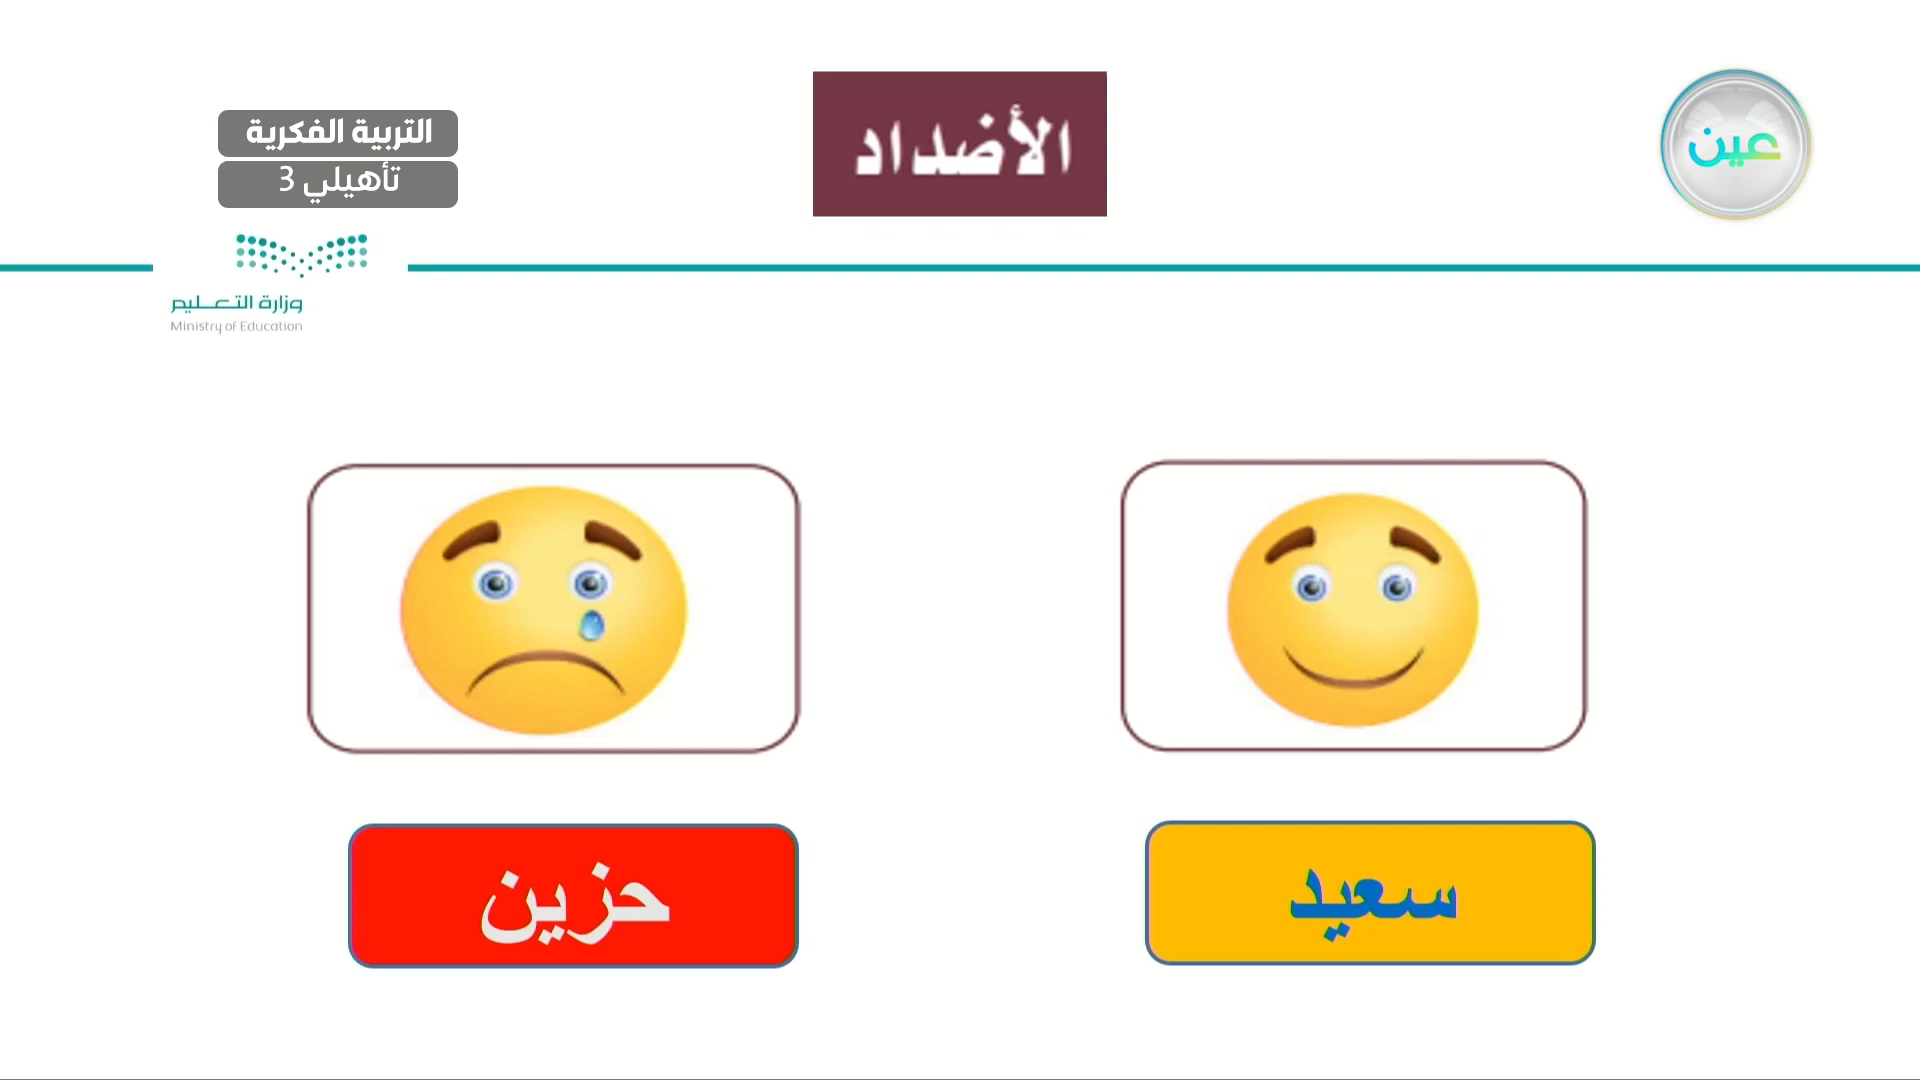 عين
الأضداد
التربية الفكرية
تأهيلي 3
وزارة التعليم
Ministry of Education
سعيد
حزين